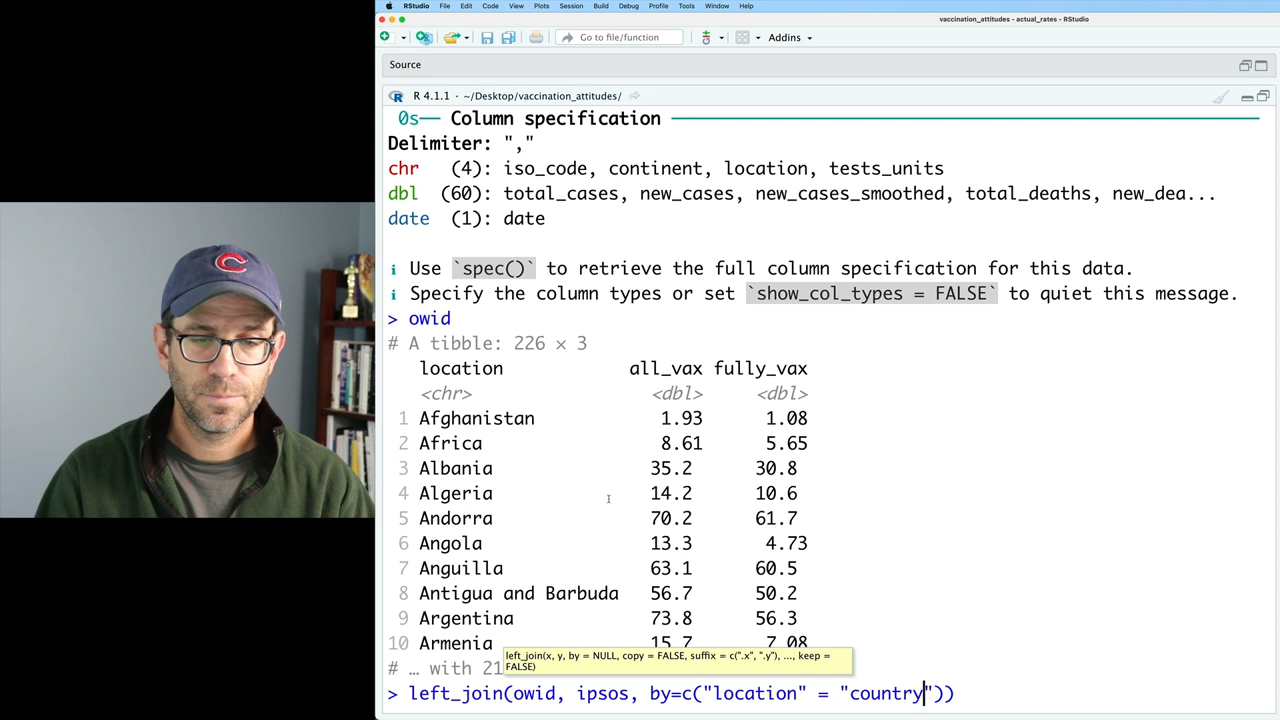 RStudio File Edit Code View Plots Session Build Debug Profile Tools Window Help
vaccination_attitudes - actual_rates - RStudio
Go to file/function Addins
Source
R 4.1.1 · ~/Desktop/vaccination_attitudes/
0s── Column specification
Delimiter: ","
chr (4): iso_code, continent, location, tests_units
dbl (60): total_cases, new_cases, new_cases_smoothed, total_deaths, new_dea...
date (1): date
ℹ Use `spec()` to retrieve the full column specification for this data.
ℹ Specify the column types or set `show_col_types = FALSE` to quiet this message.
> owid
# A tibble: 226 × 3
location all_vax fully_vax
<chr> <dbl> <dbl>
1 Afghanistan 1.93 1.08
2 Africa 8.61 5.65
3 Albania 35.2 30.8
4 Algeria 14.2 10.6
5 Andorra 70.2 61.7
6 Angola 13.3 4.73
7 Anguilla 63.1 60.5
8 Antigua and Barbuda 56.7 50.2
9 Argentina 73.8 56.3
10 Armenia 15.7 7.08
left_join(x, y, by = NULL, copy = FALSE, suffix = c(".x", ".y"), ..., keep =
FALSE)
# … with 21
> left_join(owid, ipsos, by=c("location" = "country"))
C